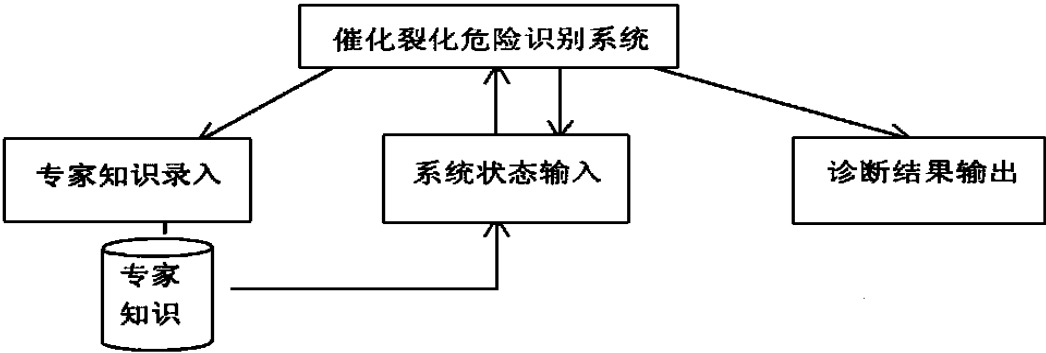 催化裂化危险识别系统
专家知识录入
系统状态输入
诊断结果输出
专家
知识